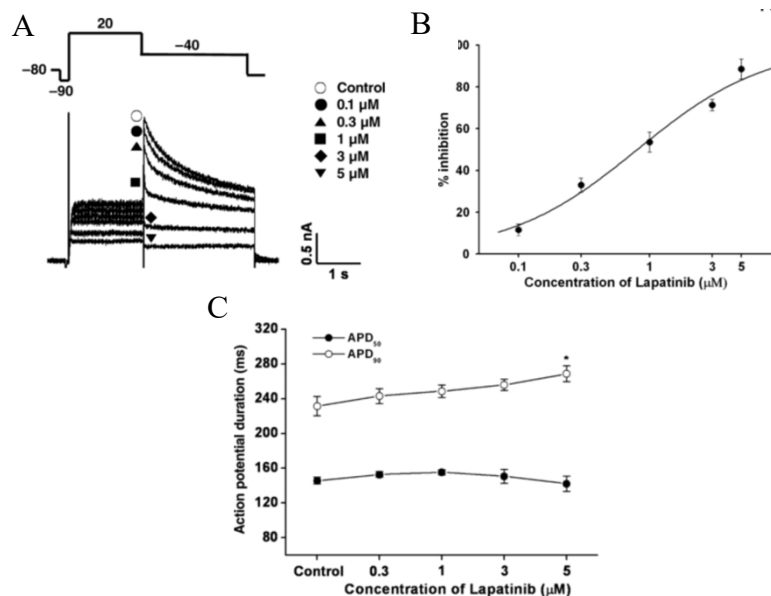 A
20
−40
−80
−90
Control
0.1 μM
0.3 μM
1 μM
3 μM
5 μM
0.5 nA
1 s
B
% inhibition
80
60
40
20
0
0.1
0.3
1
3
5
Concentration of Lapatinib (μM)
C
APD50
APD90
Action potential duration (ms)
320
280
240
200
160
120
80
*
Control
0.3
1
3
5
Concentration of Lapatinib (μM)